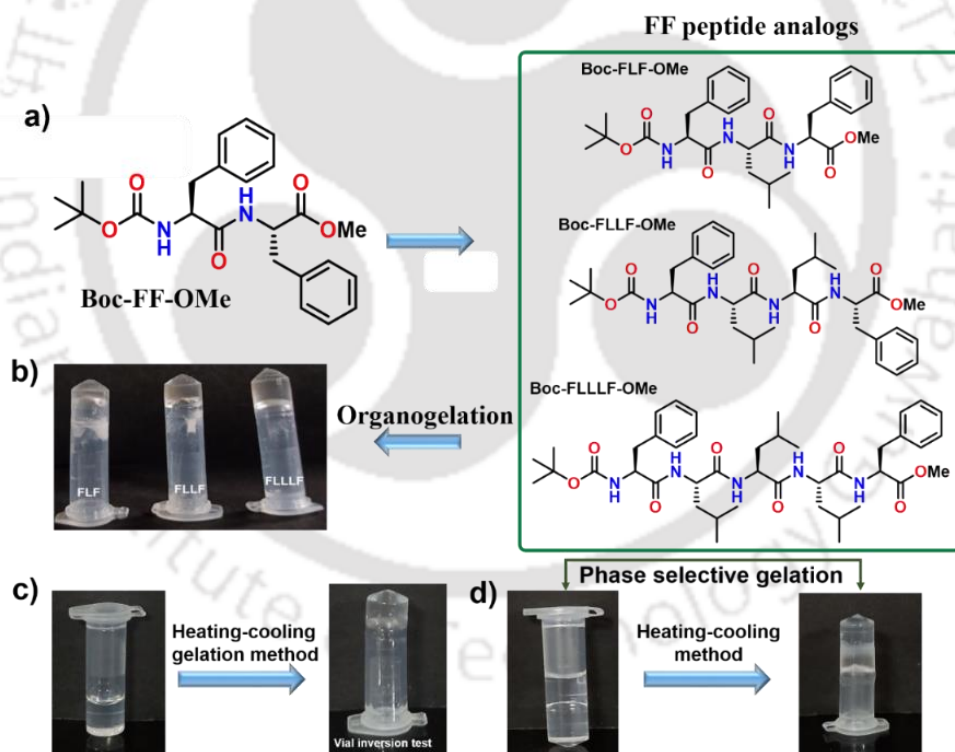 FF peptide analogs
a)
Boc-FF-OMe
Boc-FLF-OMe
Boc-FLLF-OMe
Boc-FLLLF-OMe
b)
FLF
FLLF
FLLLF
Organogelation
c)
Heating-cooling
gelation method
Vial inversion test
Phase selective gelation
d)
Heating-cooling
method